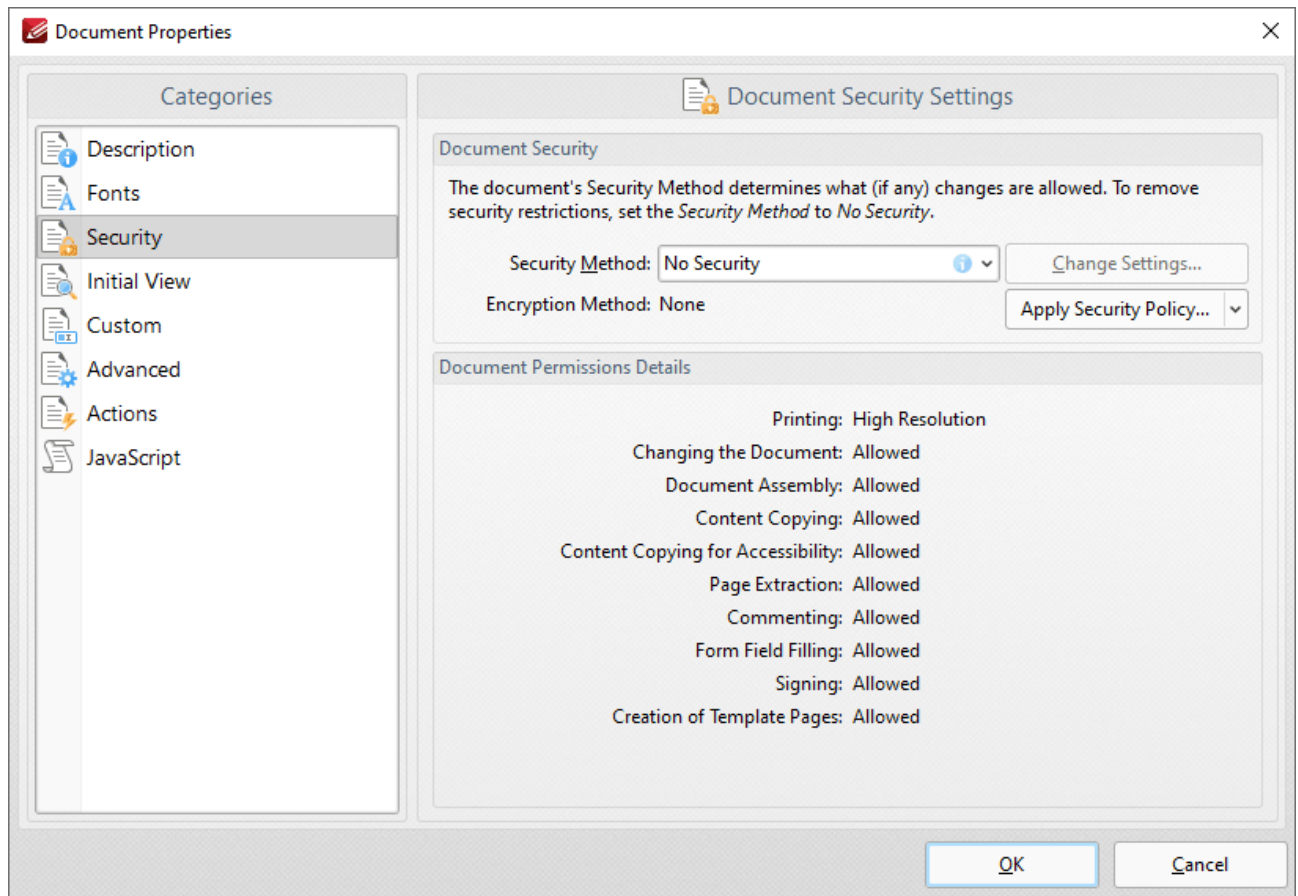 Document Properties
Categories
Description
Fonts
Security
Initial View
Custom
Advanced
Actions
JavaScript
Document Security Settings
Document Security
The document's Security Method determines what (if any) changes are allowed. To remove
security restrictions, set the Security Method to No Security.
Security Method: No Security Change Settings...
Encryption Method: None Apply Security Policy...
Document Permissions Details
Printing: High Resolution
Changing the Document: Allowed
Document Assembly: Allowed
Content Copying: Allowed
Content Copying for Accessibility: Allowed
Page Extraction: Allowed
Commenting: Allowed
Form Field Filling: Allowed
Signing: Allowed
Creation of Template Pages: Allowed
OK Cancel